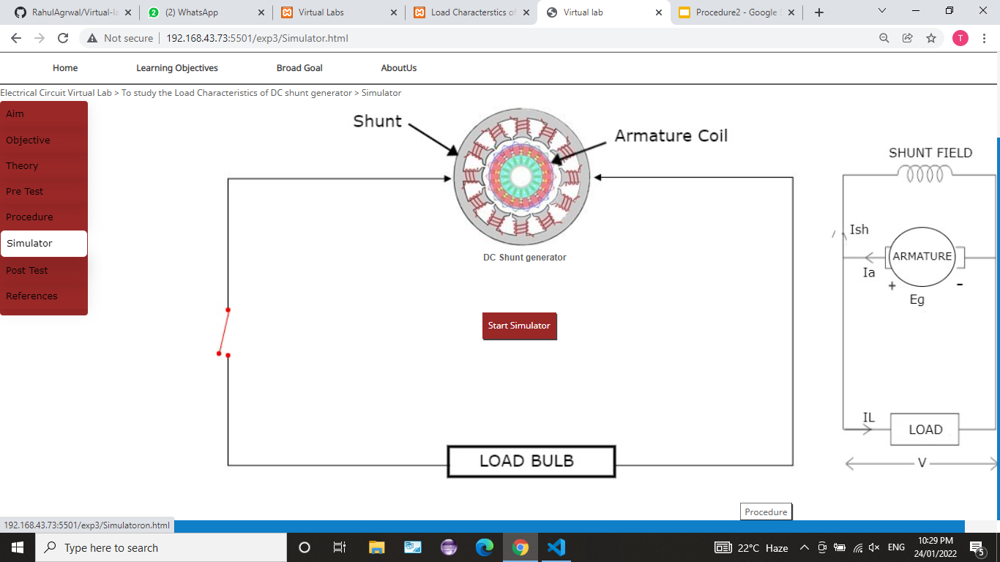 RahulAgrwal/Virtual-la
2 (2) WhatsApp
Virtual Labs
Load Characterstics of
Virtual lab
Procedure2 - Google S
Not secure 192.168.43.73:5501/exp3/Simulator.html
T
Home Learning Objectives Broad Goal AboutUs
Electrical Circuit Virtual Lab > To study the Load Characteristics of DC shunt generator > Simulator
Aim
Objective
Theory
Pre Test
Procedure
Simulator
Post Test
References
Shunt
Armature Coil
DC Shunt generator
Start Simulator
LOAD BULB
SHUNT FIELD
Ish
ARMATURE
Ia
+ -
Eg
IL
LOAD
V
Procedure
192.168.43.73:5501/exp3/Simulatoron.html
Type here to search
22°C Haze
ENG
10:29 PM
24/01/2022
5